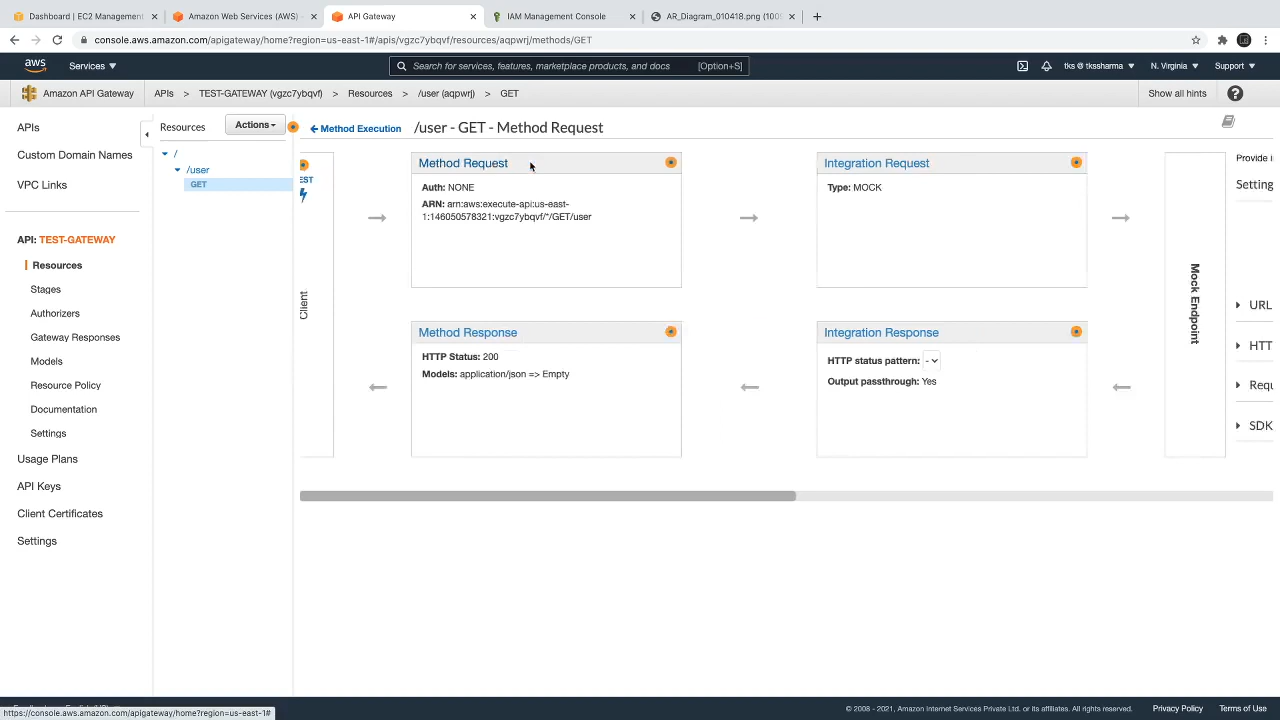 Dashboard | EC2 Management
Amazon Web Services (AWS) -
API Gateway
IAM Management Console
AR_Diagram_010418.png (100
console.aws.amazon.com/apigateway/home?region=us-east-1#/apis/vgzc7ybqvf/resources/aqpwrj/methods/GET
aws
Services
Search for services, features, marketplace products, and docs
[Option+S]
tks @ tkssharma
N. Virginia
Support
Amazon API Gateway
APIs > TEST-GATEWAY (vgzc7ybqvf) > Resources > /user (aqpwrj) > GET
Show all hints
APIs
Custom Domain Names
VPC Links
API: TEST-GATEWAY
Resources
Stages
Authorizers
Gateway Responses
Models
Resource Policy
Documentation
Settings
Usage Plans
API Keys
Client Certificates
Settings
Resources
Actions
/
/user
GET
Method Execution
/user - GET - Method Request
EST
Client
Method Request
Auth: NONE
ARN: arn:aws:execute-api:us-east-
1:146050578321:vgzc7ybqvf/*/GET/user
Integration Request
Type: MOCK
Method Response
HTTP Status: 200
Models: application/json => Empty
Integration Response
HTTP status pattern: -
Output passthrough: Yes
Mock Endpoint
Provide i
Setting
URL
HTT
Requ
SDK
https://console.aws.amazon.com/apigateway/home?region=us-east-1#
© 2008 - 2021, Amazon Internet Services Private Ltd. or its affiliates. All rights reserved.
Privacy Policy
Terms of Use